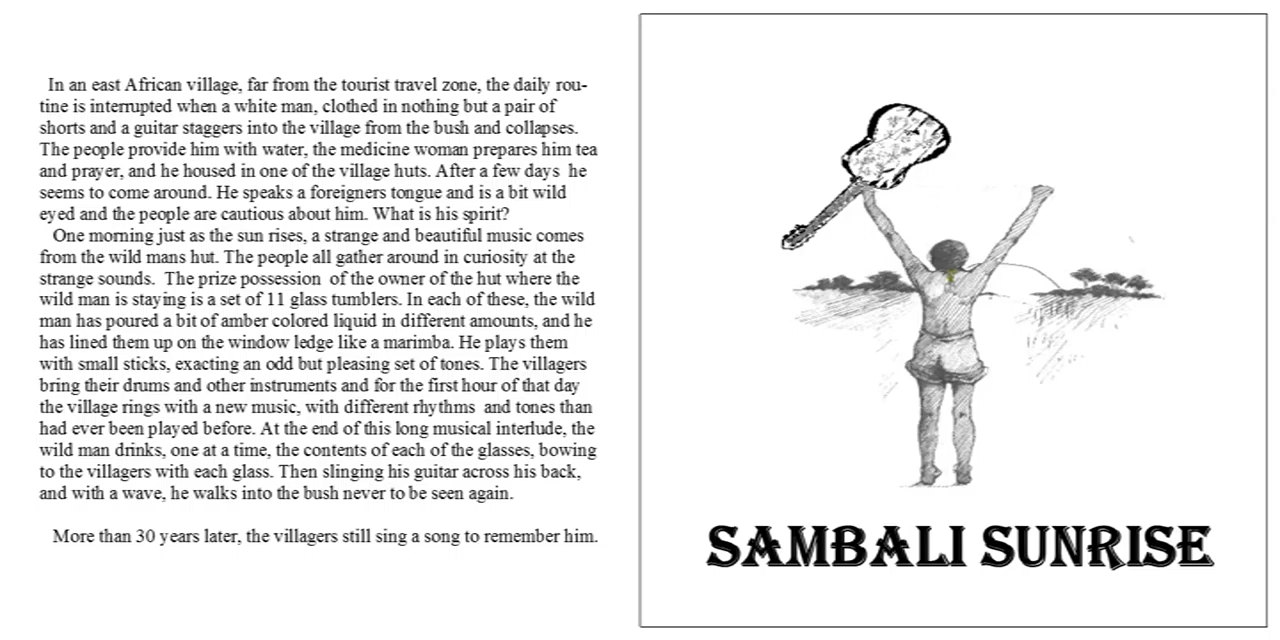 In an east African village, far from the tourist travel zone, the daily rou-
tine is interrupted when a white man, clothed in nothing but a pair of
shorts and a guitar staggers into the village from the bush and collapses.
The people provide him with water, the medicine woman prepares him tea
and prayer, and he housed in one of the village huts. After a few days he
seems to come around. He speaks a foreigners tongue and is a bit wild
eyed and the people are cautious about him. What is his spirit?
One morning just as the sun rises, a strange and beautiful music comes
from the wild mans hut. The people all gather around in curiosity at the
strange sounds. The prize possession of the owner of the hut where the
wild man is staying is a set of 11 glass tumblers. In each of these, the wild
man has poured a bit of amber colored liquid in different amounts, and he
has lined them up on the window ledge like a marimba. He plays them
with small sticks, exacting an odd but pleasing set of tones. The villagers
bring their drums and other instruments and for the first hour of that day
the village rings with a new music, with different rhythms and tones than
had ever been played before. At the end of this long musical interlude, the
wild man drinks, one at a time, the contents of each of the glasses, bowing
to the villagers with each glass. Then slinging his guitar across his back,
and with a wave, he walks into the bush never to be seen again.
More than 30 years later, the villagers still sing a song to remember him.
SAMBALI SUNRISE